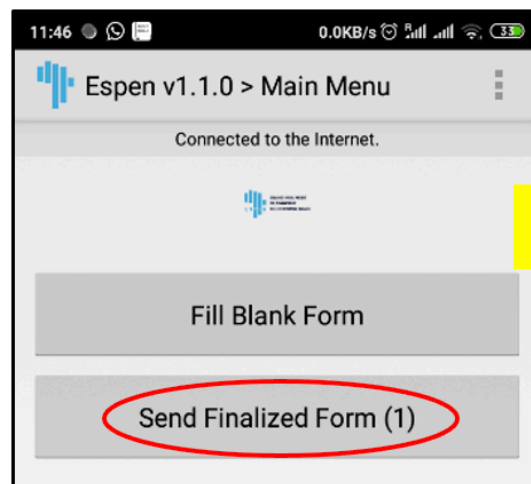 11:46 0.0KB/s 33
Espen v1.1.0 > Main Menu
Connected to the Internet.
Fill Blank Form
Send Finalized Form (1)